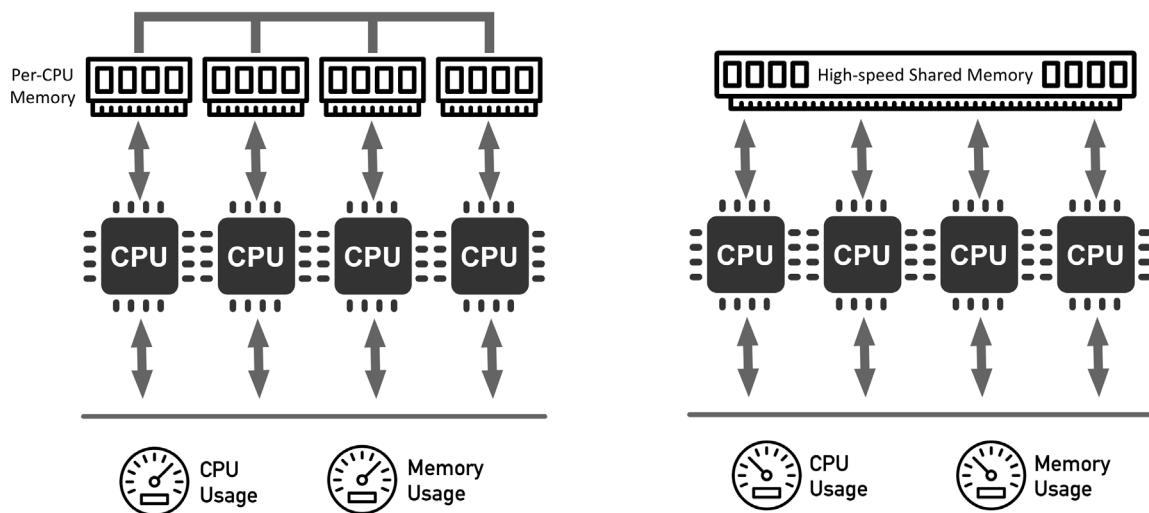 Per-CPU
Memory
High-speed Shared Memory
CPU
CPU
CPU
CPU
CPU
CPU
CPU
CPU
CPU
Usage
Memory
Usage
CPU
Usage
Memory
Usage